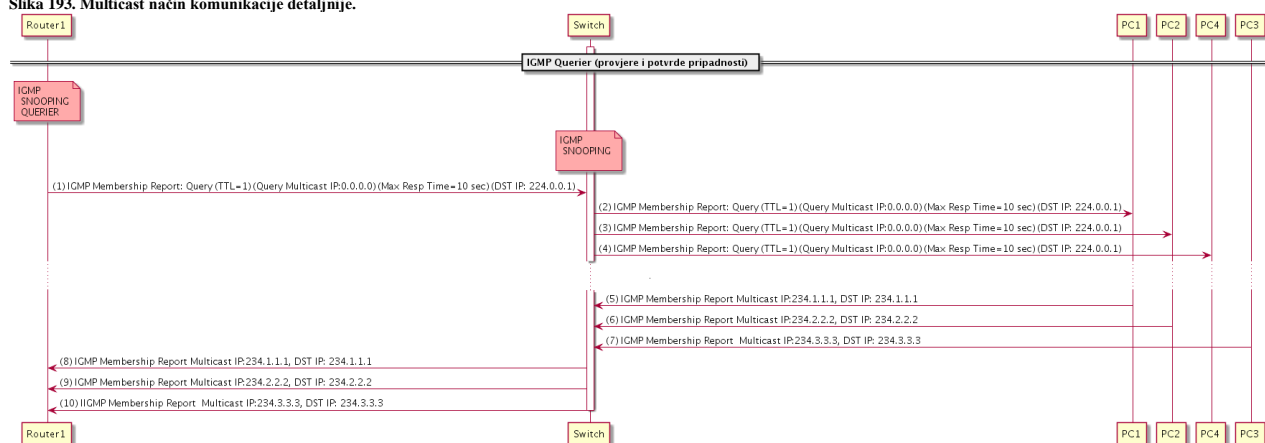 Slika 193. Multicast način komunikacije detaljnije.
Router1 Switch PC1 PC2 PC4 PC3
IGMP Querier (provjere i potvrde pripadnosti)
IGMP
SNOOPING
QUERIER
IGMP
SNOOPING
(1) IGMP Membership Report: Query (TTL=1) (Query Multicast IP:0.0.0.0) (Max Resp Time=10 sec) (DST IP: 224.0.0.1)
(2) IGMP Membership Report: Query (TTL=1) (Query Multicast IP:0.0.0.0) (Max Resp Time=10 sec) (DST IP: 224.0.0.1)
(3) IGMP Membership Report: Query (TTL=1) (Query Multicast IP:0.0.0.0) (Max Resp Time=10 sec) (DST IP: 224.0.0.1)
(4) IGMP Membership Report: Query (TTL=1) (Query Multicast IP:0.0.0.0) (Max Resp Time=10 sec) (DST IP: 224.0.0.1)
(5) IGMP Membership Report Multicast IP:234.1.1.1, DST IP: 234.1.1.1
(6) IGMP Membership Report Multicast IP:234.2.2.2, DST IP: 234.2.2.2
(7) IGMP Membership Report Multicast IP:234.3.3.3, DST IP: 234.3.3.3
(8) IGMP Membership Report Multicast IP:234.1.1.1, DST IP: 234.1.1.1
(9) IGMP Membership Report Multicast IP:234.2.2.2, DST IP: 234.2.2.2
(10) IIGMP Membership Report Multicast IP:234.3.3.3, DST IP: 234.3.3.3
Router1 Switch PC1 PC2 PC4 PC3